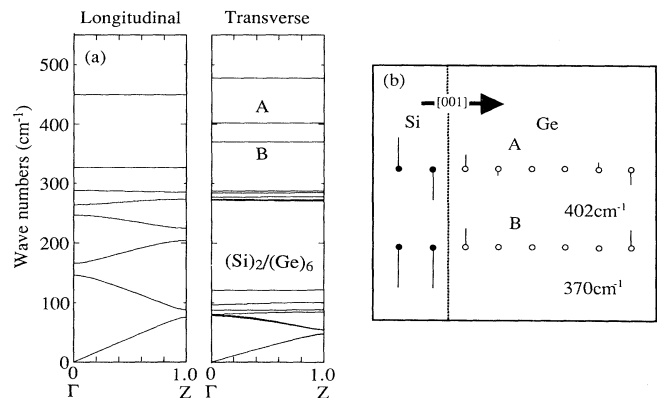 Longitudinal Transverse
(a)
Wave numbers (cm⁻¹)
500
400
300
200
100
0
A
B
(Si)₂/(Ge)₆
0 1.0 0 1.0
Γ Z Γ Z
(b)
[001]
Si Ge
A
402cm⁻¹
B
370cm⁻¹